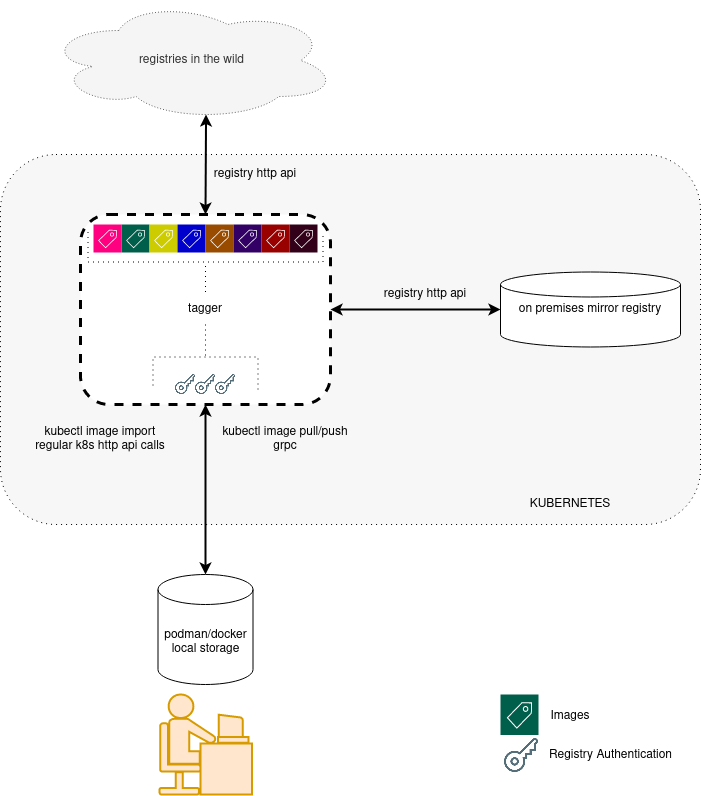 registries in the wild
registry http api
registry http api
tagger
on premises mirror registry
kubectl image import
regular k8s http api calls
kubectl image pull/push
grpc
KUBERNETES
podman/docker
local storage
Images
Registry Authentication